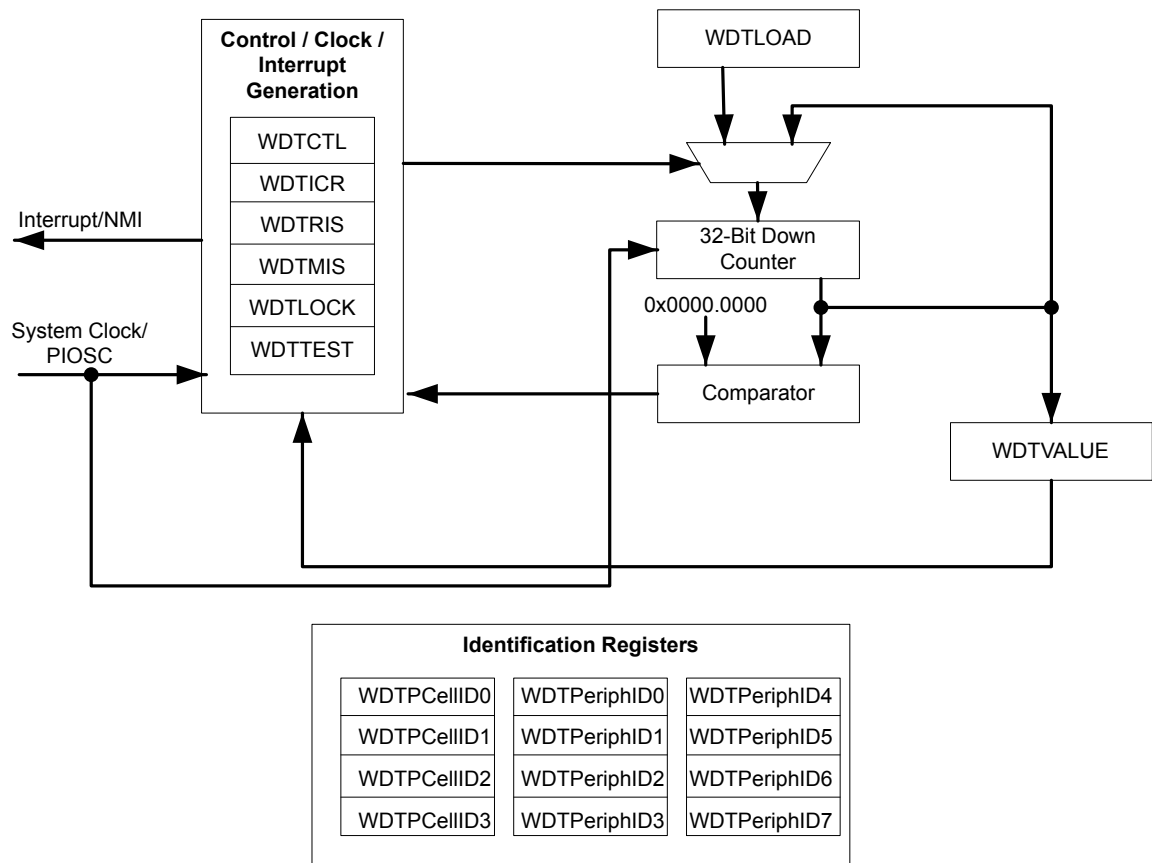 Control / Clock /
Interrupt
Generation
WDTCTL
WDTICR
WDTRIS
WDTMIS
WDTLOCK
WDTTEST
Interrupt/NMI
System Clock/
PIOSC
WDTLOAD
32-Bit Down
Counter
0x0000.0000
Comparator
WDTVALUE
Identification Registers
WDTPCellID0
WDTPeriphID0
WDTPeriphID4
WDTPCellID1
WDTPeriphID1
WDTPeriphID5
WDTPCellID2
WDTPeriphID2
WDTPeriphID6
WDTPCellID3
WDTPeriphID3
WDTPeriphID7